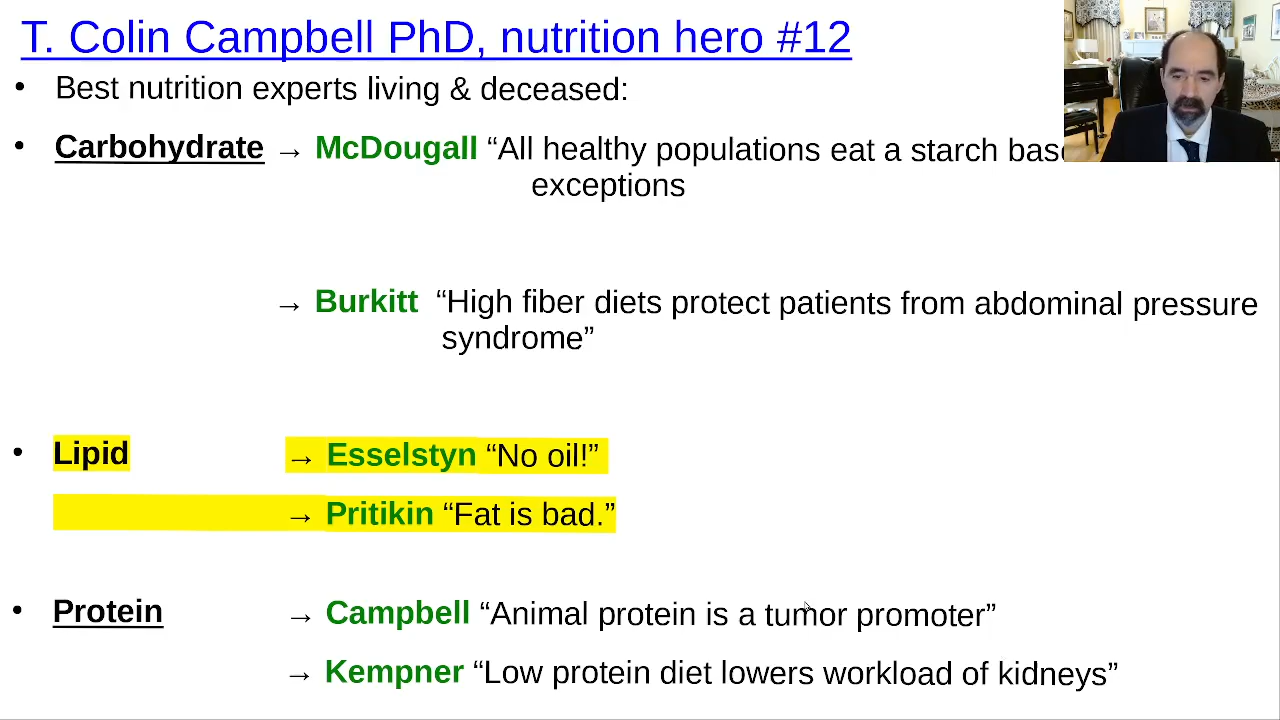 T. Colin Campbell PhD, nutrition hero #12
• Best nutrition experts living & deceased:
• Carbohydrate → McDougall “All healthy populations eat a starch
exceptions
→ Burkitt “High fiber diets protect patients from abdominal pressure
syndrome”
• Lipid → Esselstyn “No oil!”
→ Pritikin “Fat is bad.”
• Protein → Campbell “Animal protein is a tumor promoter”
→ Kempner “Low protein diet lowers workload of kidneys”